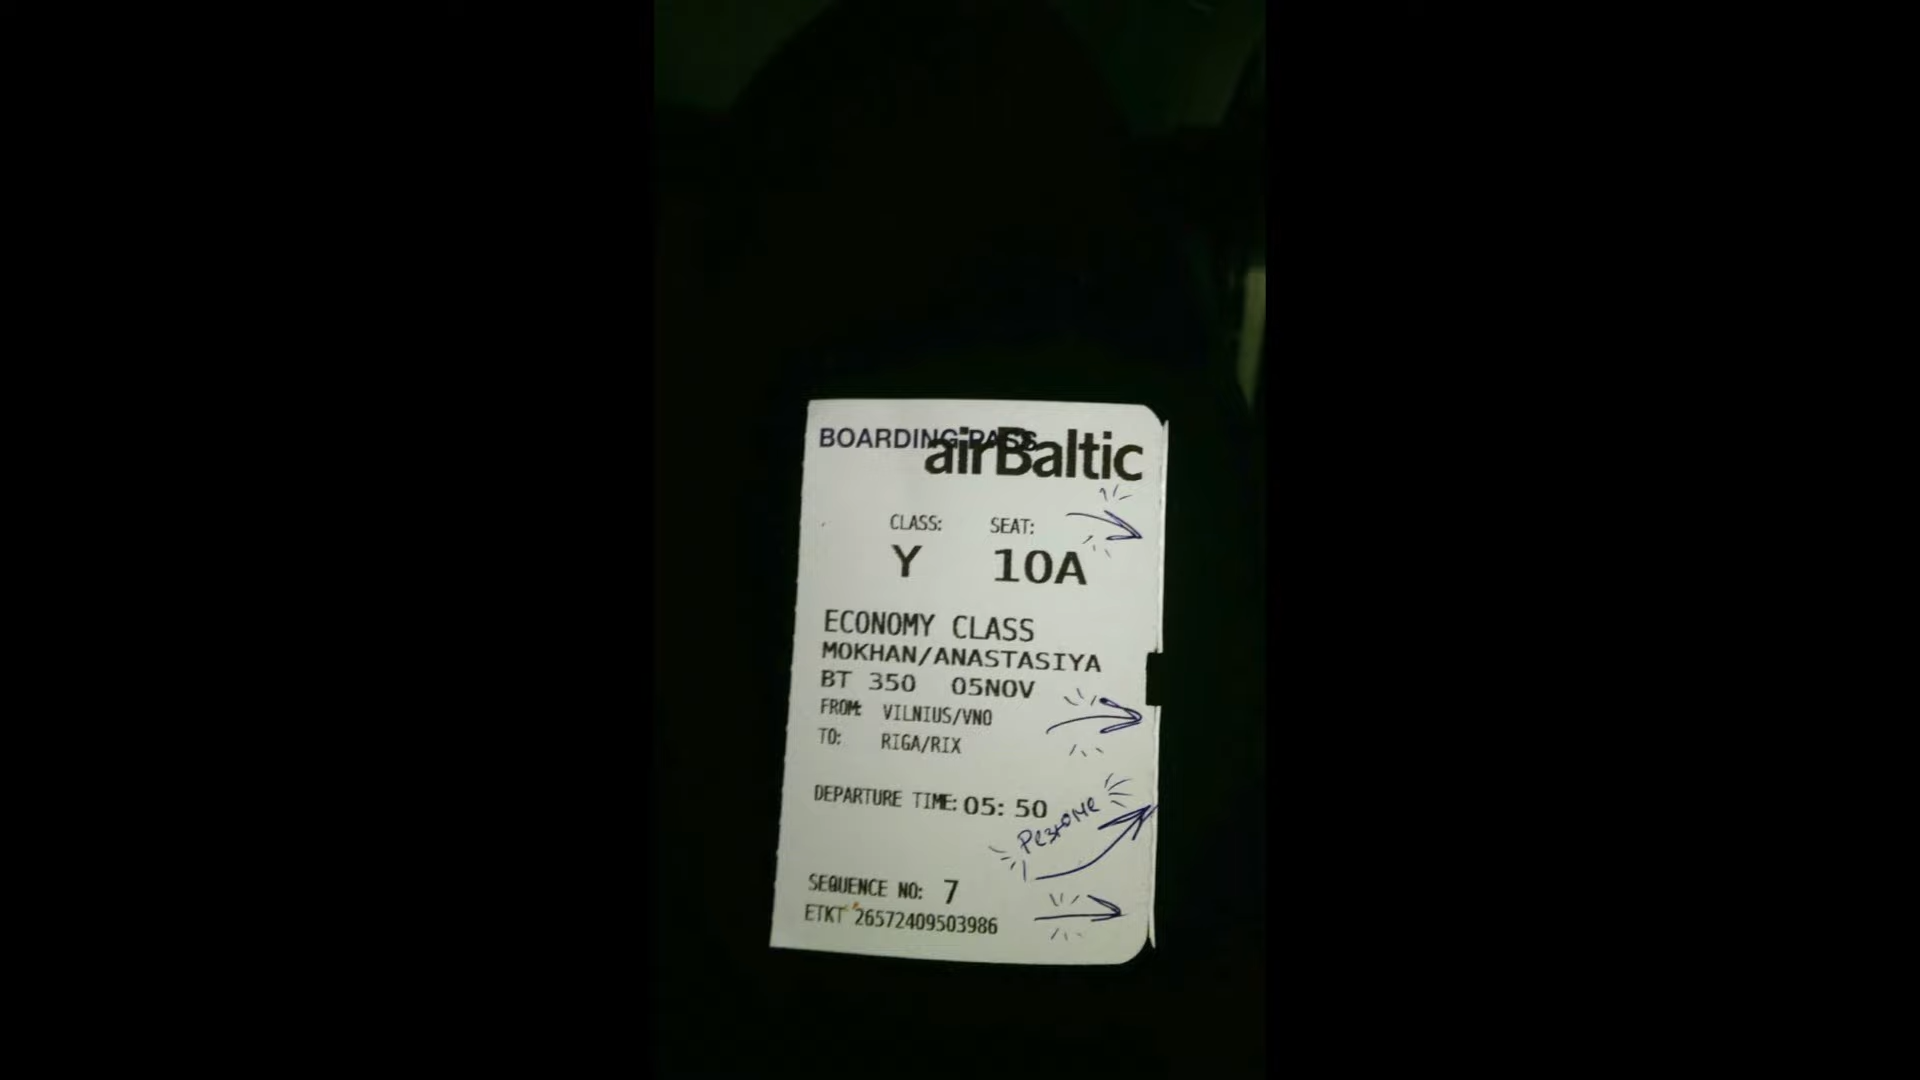 BOARDING PASS
airBaltic
CLASS: SEAT:
Y 10A
ECONOMY CLASS
MOKHAN/ANASTASIYA
BT 350 05NOV
FROM: VILNIUS/VNO
TO: RIGA/RIX
DEPARTURE TIME: 05:50
Резюме
SEQUENCE NO: 7
ETKT 26572409503986